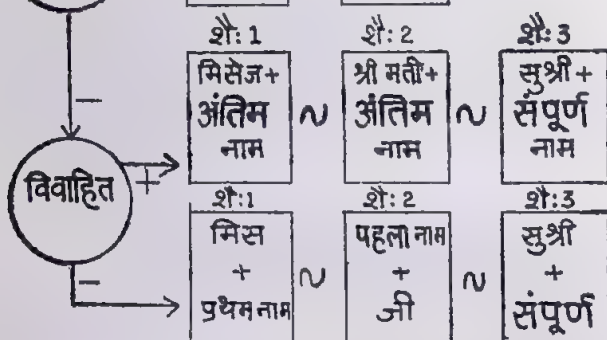 शै:1 शै:2 शै:3
मिसेज+ श्रीमती+ सुश्री+
अंतिम ~ अंतिम ~ संपूर्ण
नाम नाम नाम
विवाहित
शै:1 शै:2 शै:3
मिस पहला नाम सुश्री
+ ~ + ~ +
प्रथम नाम जी संपूर्ण